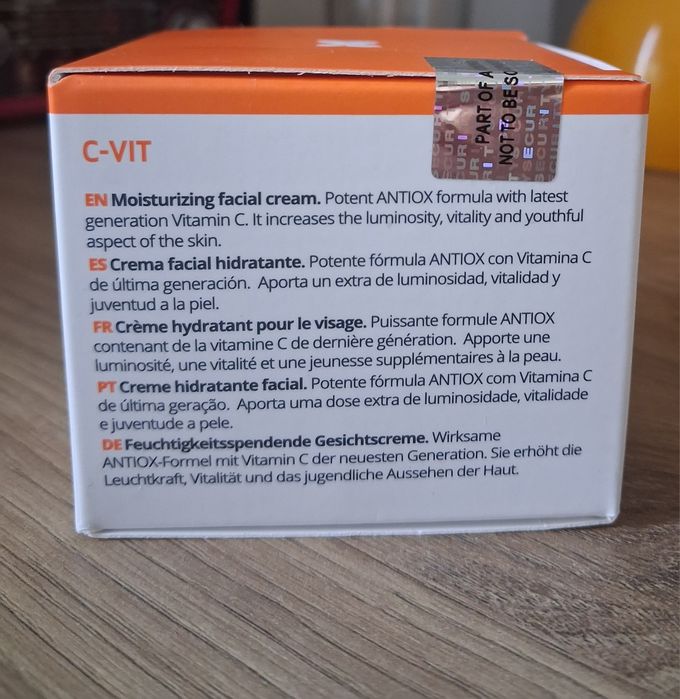 PART OF A
NOT TO BE SO
SECURITY
C-VIT
EN Moisturizing facial cream. Potent ANTIOX formula with latest
generation Vitamin C. It increases the luminosity, vitality and youthful
aspect of the skin.
ES Crema facial hidratante. Potente fórmula ANTIOX con Vitamina C
de última generación. Aporta un extra de luminosidad, vitalidad y
juventud a la piel.
FR Crème hydratant pour le visage. Puissante formule ANTIOX
contenant de la vitamine C de dernière génération. Apporte une
luminosité, une vitalité et une jeunesse supplémentaires à la peau.
PT Creme hidratante facial. Potente fórmula ANTIOX com Vitamina C
de última geração. Aporta uma dose extra de luminosidade, vitalidade
e juventude a pele.
DE Feuchtigkeitsspendende Gesichtscreme. Wirksame
ANTIOX-Formel mit Vitamin C der neuesten Generation. Sie erhöht die
Leuchtkraft, Vitalität und das jugendliche Aussehen der Haut.